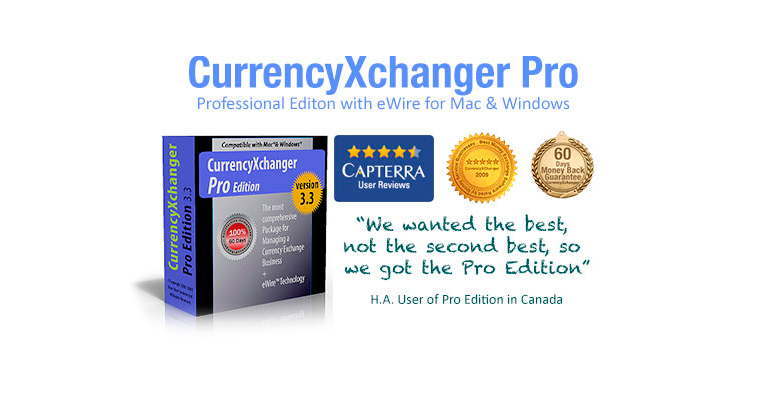 CurrencyXchanger Pro
Professional Editon with eWire for Mac & Windows
CurrencyXchanger
Pro Edition 3.3
Compatible with Mac® & Windows®
CurrencyXchanger
Pro Edition
version
3.3
The most
comprehensive
Package for
Managing a
Currency Exchange
Business
+
eWire™ Technology
100%
60 Days
CAPTERRA
User Reviews
CurrencyXchanger
2009
60
Days
Money Back
Guarantee
CurrencyXchanger
“We wanted the best,
not the second best, so
we got the Pro Edition”
H.A. User of Pro Edition in Canada